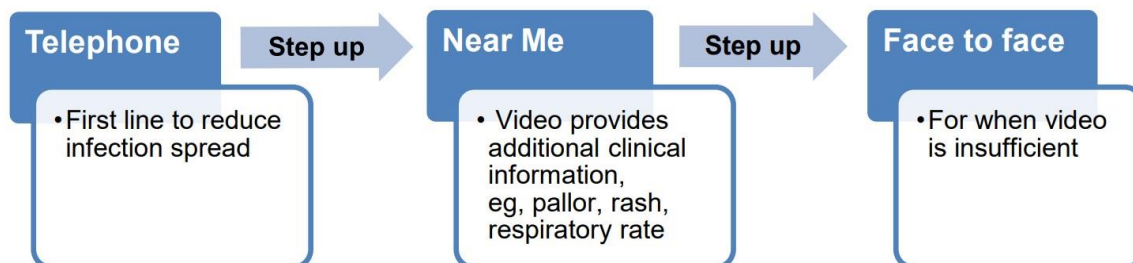 Telephone
Step up
Near Me
Step up
Face to face
•First line to reduce
infection spread
• Video provides
additional clinical
information,
eg, pallor, rash,
respiratory rate
•For when video
is insufficient